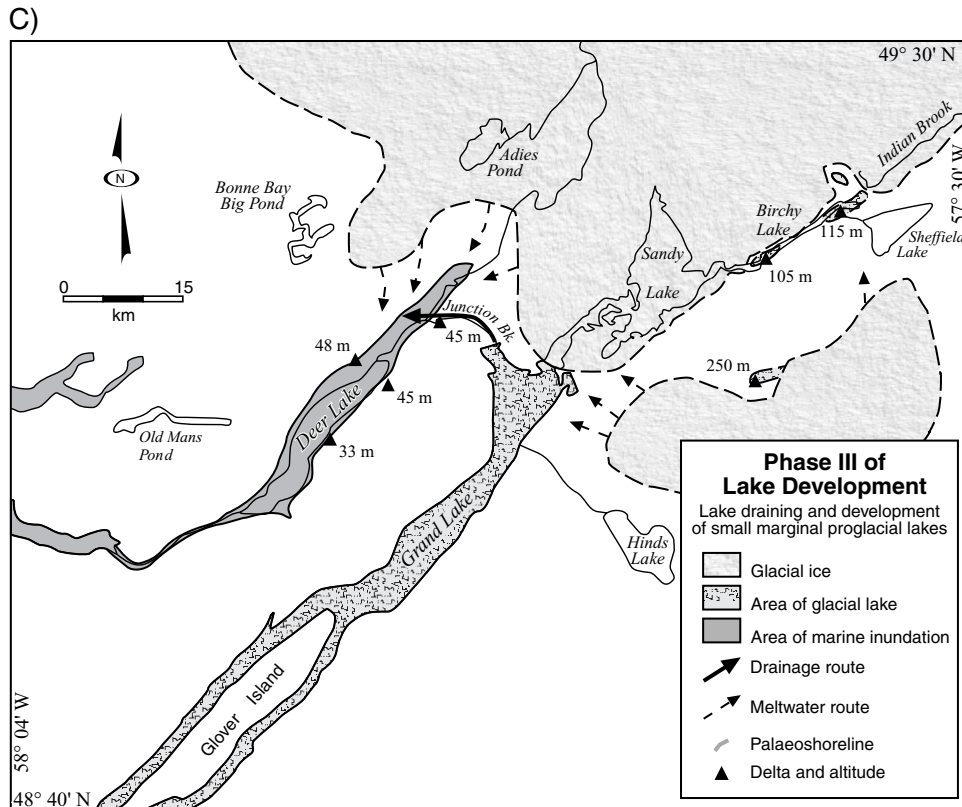 C)
49° 30' N
57° 30' W
Indian Brook
Adies
Pond
Bonne Bay
Big Pond
Birchy
Lake
115 m
Sheffield
Lake
Sandy
Lake
105 m
N
0 15
km
Junction Bk.
45 m
48 m
250 m
45 m
Deer Lake
33 m
Old Mans
Pond
Grand Lake
Hinds
Lake
Glover Island
58° 04' W
48° 40' N
Phase III of
Lake Development
Lake draining and development
of small marginal proglacial lakes
Glacial ice
Area of glacial lake
Area of marine inundation
Drainage route
Meltwater route
Palaeoshoreline
Delta and altitude